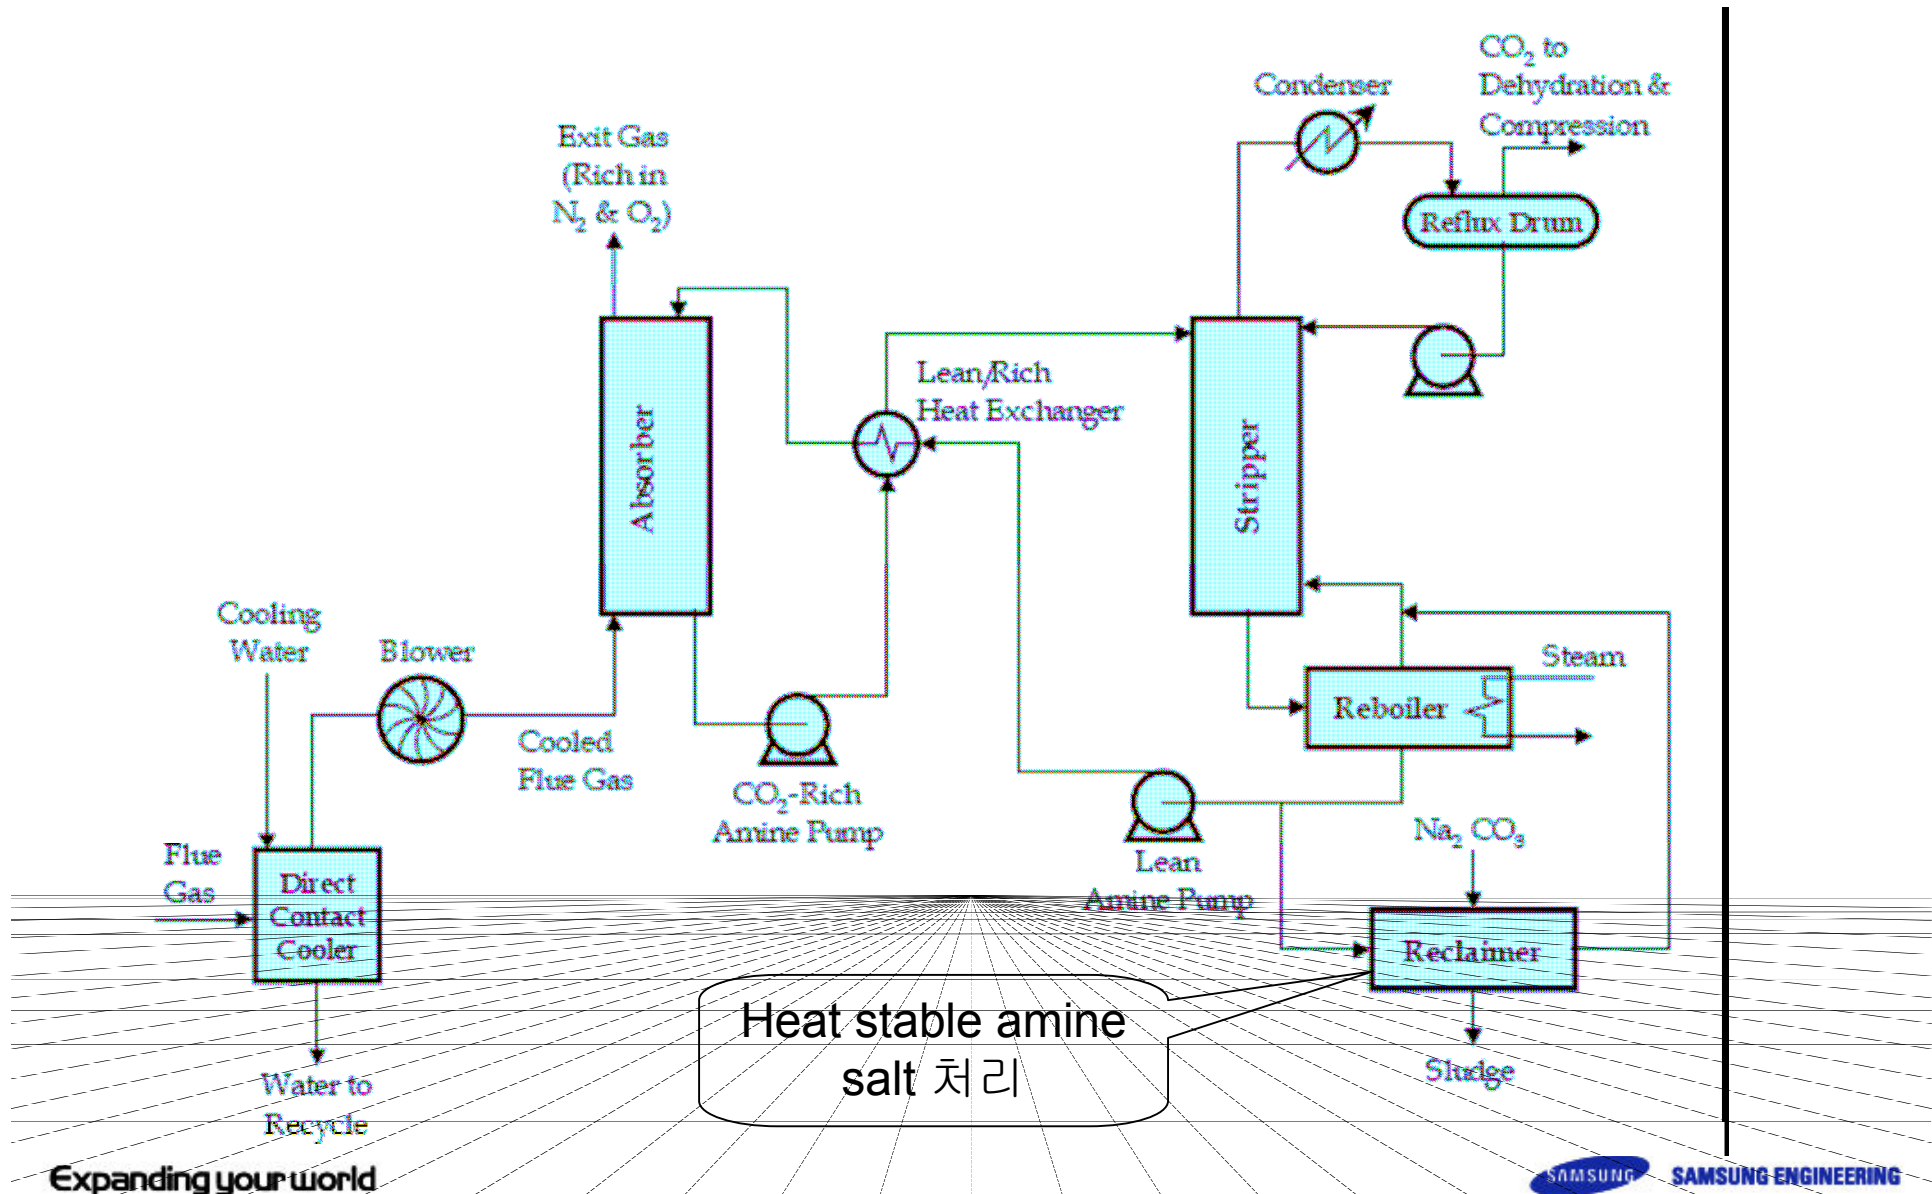 CO2 to
Dehydration &
Compression
Condenser
Exit Gas
(Rich in
N2 & O2)
Reflux Drum
Lean/Rich
Heat Exchanger
Absorber
Stripper
Cooling
Water
Blower
Steam
Reboiler
Cooled
Flue Gas
CO2-Rich
Amine Pump
Na2 CO3
Lean
Amine Pump
Flue
Gas
Direct
Contact
Cooler
Reclaimer
Heat stable amine
salt 처리
Sludge
Water to
Recycle
Expanding your world
SAMSUNG
SAMSUNG ENGINEERING